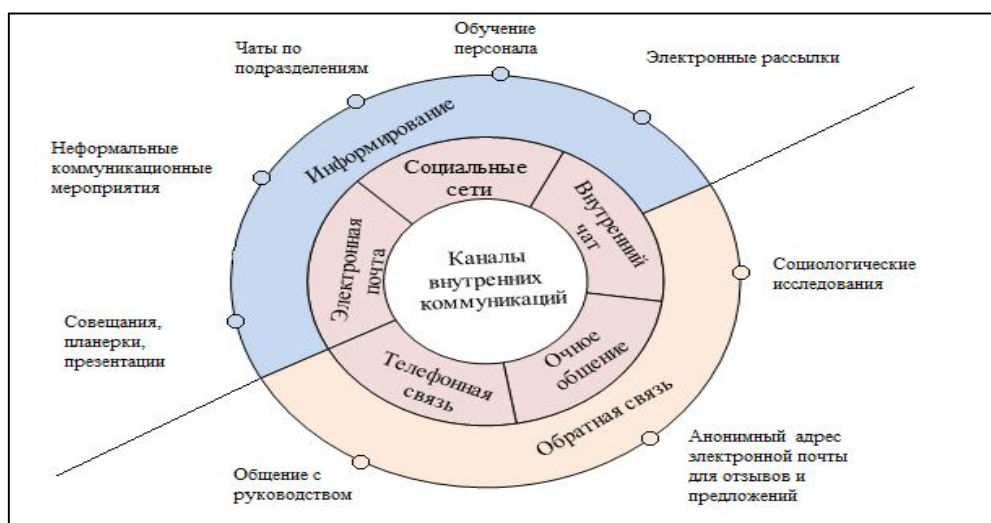 Обучение
персонала
Чаты по
подразделениям
Электронные рассылки
Неформальные
коммуникационные
мероприятия
Информирование
Социальные
сети
Внутренний
чат
Электронная
почта
Каналы
внутренних
коммуникаций
Социологические
исследования
Совещания,
планерки,
презентации
Телефонная
связь
Очное
общение
Обратная связь
Общение с
руководством
Анонимный адрес
электронной почты
для отзывов и
предложений